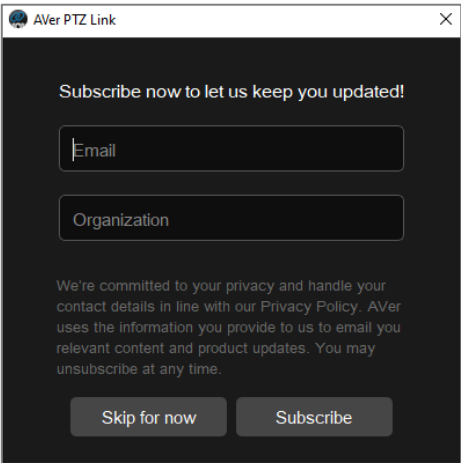 AVer PTZ Link
Subscribe now to let us keep you updated!
Email
Organization
We're committed to your privacy and handle your
contact details in line with our Privacy Policy. AVer
uses the information you provide to us to email you
relevant content and product updates. You may
unsubscribe at any time.
Skip for now
Subscribe